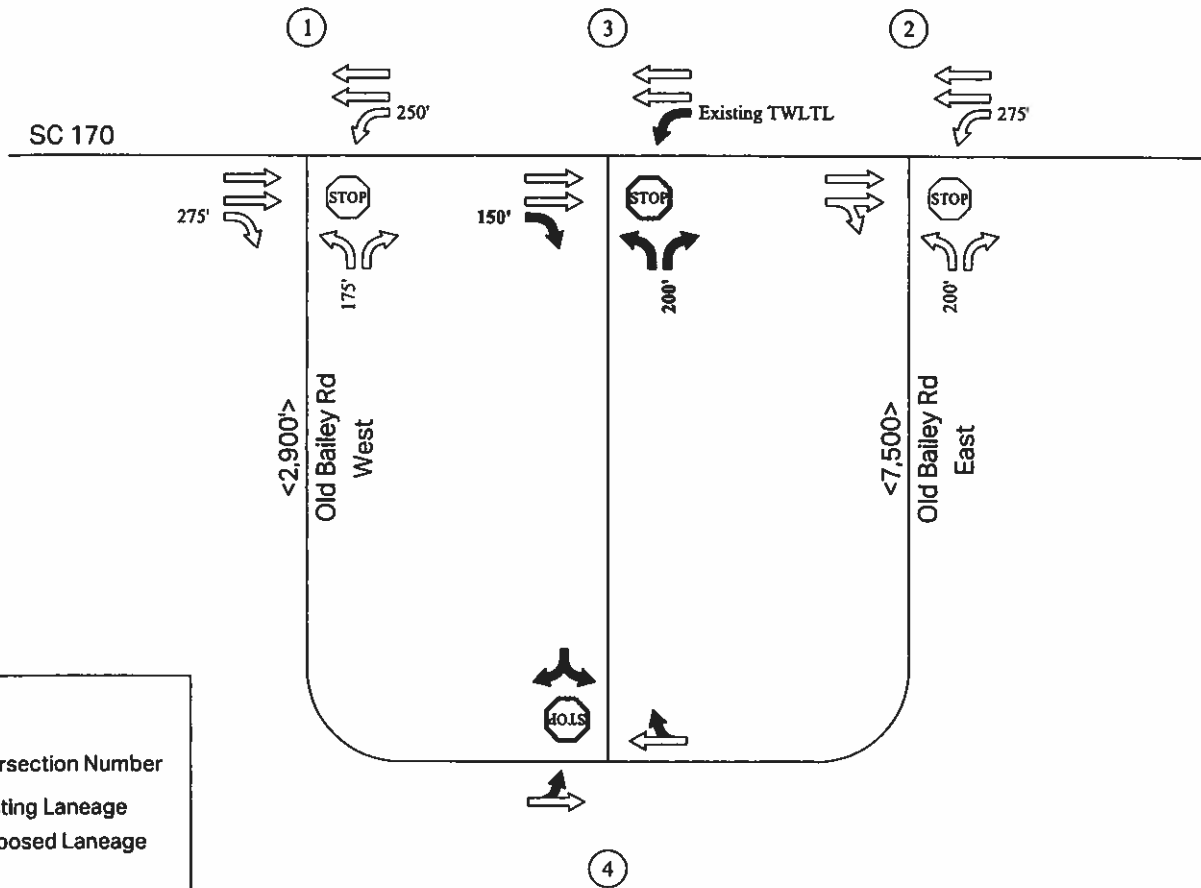 1
3
2
250'
Existing TWLTL
275'
SC 170
275'
STOP
150'
STOP
STOP
175'
200'
200'
<2,900'>
Old Bailey Rd
West
<7,500>
Old Bailey Rd
East
STOP
rsection Number
sting Laneage
posed Laneage
4